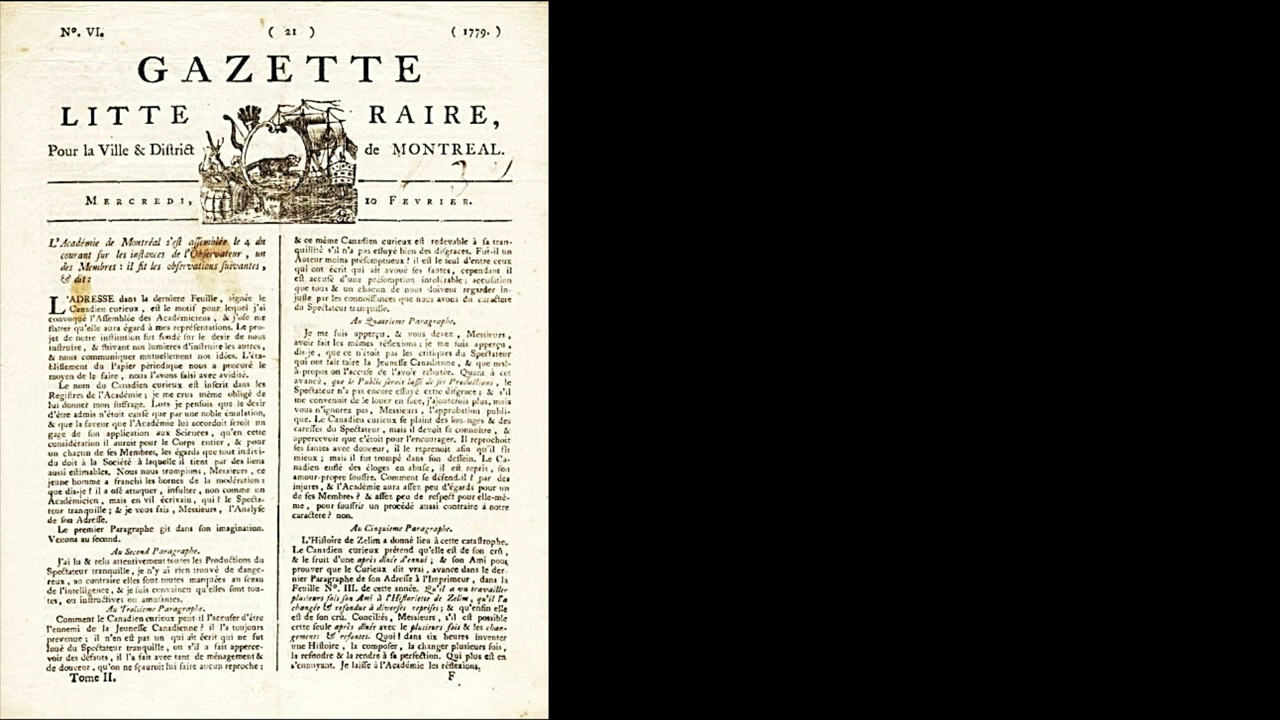 Nº. VI.
( 21 )
( 1779. )
GAZETTE
LITTE RAIRE,
Pour la Ville & Diſtrict de MONTREAL.
MERCREDI, 10 FEVRIER.
L'Académie de Montréal s'eſt aſſemblée le 4 du
courant ſur les inſtances de l'Obſervateur, un
des Membres : il fit les obſervations ſuivantes,
& dit :
L'ADRESSE dans la derniere Feuille, ſignée le
Canadien curieux, eſt le motif pour lequel j'ai
convoqué l'Aſſemblée des Académiciens, & j'oſe me
flatter qu'elle aura égard à mes repréſentations. Le pro-
jet de notre inſtitution fut fondé ſur le deſir de nous
inſtruire, & ſuivant nos lumieres d'inſtruire les autres,
& nous communiquer mutuellement nos idées. L'éta-
bliſſement du Papier périodique nous a procuré le
moyen de le faire, nous l'avons ſaiſi avec avidité.
Le nom du Canadien curieux eſt inſcrit dans les
Regiſtres de l'Académie ; je me crus même obligé de
lui donner mon ſuffrage. Lors je penſois que le deſir
d'être admis n'étoit cauſé que par une noble émulation,
& que la faveur que l'Académie lui accordoit ſeroit un
gage de ſon application aux Sciences, qu'en cette
conſidération il auroit pour le Corps entier, & pour
un chacun de ſes Membres, les égards que tout indivi-
du doit à la Société à laquelle il tient par des liens
auſſi eſtimables. Nous nous trompions, Meſſieurs, ce
jeune homme a franchi les bornes de la modération :
que dis-je ! il a oſé attaquer, inſulter, non comme un
Académicien, mais en vil écrivain, qui ! le Specta-
teur tranquille ; & je vous fais, Meſſieurs, l'Analyſe
de ſon Adreſſe.
Le premier Paragraphe git dans ſon imagination.
Venons au ſecond.
Au Second Paragraphe.
J'ai lu & relu attentivement toutes les Productions du
Spectateur tranquille, je n'y ai rien trouvé de dange-
reux, au contraire elles ſont toutes marquées au ſceau
de l'intelligence, & je ſuis convaincu qu'elles ſont tou-
tes, ou inſtructives ou amuſantes.
Au Troiſieme Paragraphe.
Comment le Canadien curieux peut-il l'accuſer d'être
l'ennemi de la Jeuneſſe Canadienne ? il l'a toujours
prevenue ; il n'en eſt pas un qui ait écrit qui ne fut
loué du Spectateur tranquille, ou s'il a fait apperce-
voir des défauts, il l'a fait avec tant de ménagement &
de douceur, qu'on ne ſçauroit lui faire aucun reproche ;
Tome II.
& ce même Canadien curieux eſt redevable à ſa tran-
quillité s'il n'a pas eſſuyé bien des diſgraces. Fut-il un
Auteur moins préſomptueux ? il eſt le ſeul d'entre ceux
qui ont écrit qui ait avoué ſes fautes, cependant il
eſt accuſé d'une préſomption intolérable ; accuſation
que tous & un chacun de nous doivent regarder in-
juſte par les connoiſſances que nous avons du caractere
du Spectateur tranquille.
Au Quatrieme Paragraphe.
Je me ſuis apperçu, & vous devez, Meſſieurs,
avoir fait les mêmes réflexions ; je me ſuis apperçu,
dis-je, que ce n'étoit pas les critiques du Spectateur
qui ont fait taire la Jeuneſſe Canadienne, & que mal-
à-propos on l'accuſe de l'avoir rebutée. Quant à cet
avancé, que le Public ſeroit laſſé de ſes Productions, le
Spectateur n'a pas encore eſſuyé cette diſgrace ; & s'il
me convenait de le louer en face, j'ajouterois plus, mais
vous n'ignorez pas, Meſſieurs, l'approbation publi-
que. Le Canadien curieux ſe plaint des louanges & des
careſſes du Spectateur, mais il devoit ſe connoître, &
appercevoir que c'étoit pour l'encourager. Il reprochoit
ſes fautes avec douceur, il le reprenoit afin qu'il fît
mieux ; mais il fut trompé dans ſon deſſein. Le Ca-
nadien enflé des éloges en abuſe, il eſt repris, ſon
amour-propre ſouffre. Comment ſe défend-il ? par des
injures, & l'Académie aura aſſez peu d'égards pour un
de ſes Membres ? & aſſez peu de reſpect pour elle-mê-
me, pour ſouffrir un procédé auſſi contraire à notre
caractere ? non.
Au Cinquieme Paragraphe.
L'Hiſtoire de Zelim a donné lieu à cette cataſtrophe.
Le Canadien curieux prétend qu'elle eſt de ſon crû,
& le fruit d'une après dînée d'ennui ; & ſon Ami pour
prouver que le Curieux dit vrai, avance dans le der-
nier Paragraphe de ſon Adreſſe à l'Imprimeur, dans la
Feuille Nº. III. de cette année. Qu'il a vu travailler
pluſieurs fois ſon Ami à l'Hiſtoriette de Zelim, qu'il l'a
changée & refondue à diverſes repriſes ; & qu'enfin elle
eſt de ſon crû. Conciliés, Meſſieurs, s'il eſt poſſible
cette ſeule après dînée avec le pluſieurs fois & les chan-
gements & refontes. Quoi ! dans ſix heures inventer
une Hiſtoire, la compoſer, la changer pluſieurs fois,
la refondre & la rendre à ſa perfection. Qui plus eſt en
s'ennuyant. Je laiſſe à l'Académie les réflexions,
F